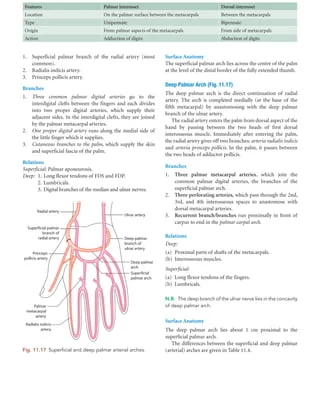 Features Palmar interossei Dorsal interossei
Location On the palmar surface between the metacarpals Between the metacarpals
Type Unipennate Bipennate
Origin From palmar aspects of the metacarpals From side of metacarpals
Action Adduction of digits Abduction of digits
1. Superficial palmar branch of the radial artery (most
common).
2. Radialis indicis artery.
3. Princeps pollicis artery.
Branches
1. Three common palmar digital arteries go to the
interdigital clefts between the fingers and each divides
into two proper digital arteries, which supply their
adjacent sides. In the interdigital clefts, they are joined
by the palmar metacarpal arteries.
2. One proper digital artery runs along the medial side of
the little finger which it supplies.
3. Cutaneous branches to the palm, which supply the skin
and superficial fascia of the palm.
Relations
Superficial: Palmar aponeurosis.
Deep: 1. Long flexor tendons of FDS and FDP.
2. Lumbricals.
3. Digital branches of the median and ulnar nerves.
Radial artery
Superficial palmar
branch of
radial artery
Princeps
pollicis artery
Palmar
metacarpal
artery
Radialis indicis
artery
Ulnar artery
Deep palmar
branch of
ulnar artery
Deep palmar
arch
Superficial
palmar arch
Fig. 11.17 Superficial and deep palmar arterial arches.
Surface Anatomy
The superficial palmar arch lies across the centre of the palm
at the level of the distal border of the fully extended thumb.
Deep Palmar Arch (Fig. 11.17)
The deep palmar arch is the direct continuation of radial
artery. The arch is completed medially (at the base of the
fifth metacarpal) by anastomosing with the deep palmar
branch of the ulnar artery.
The radial artery enters the palm from dorsal aspect of the
hand by passing between the two heads of first dorsal
interosseous muscle. Immediately after entering the palm,
the radial artery gives off two branches: arteria radialis indicis
and arteria princeps pollicis. In the palm, it passes between
the two heads of adductor pollicis.
Branches
1. Three palmar metacarpal arteries, which join the
common palmar digital arteries, the branches of the
superficial palmar arch.
2. Three perforating arteries, which pass through the 2nd,
3rd, and 4th interosseous spaces to anastomose with
dorsal metacarpal arteries.
3. Recurrent branch/branches run proximally in front of
carpus to end in the palmar carpal arch.
Relations
Deep:
(a) Proximal parts of shafts of the metacarpals.
(b) Interosseous muscles.
Superficial:
(a) Long flexor tendons of the fingers.
(b) Lumbricals.
N.B. The deep branch of the ulnar nerve lies in the concavity
of deep palmar arch.
Surface Anatomy
The deep palmar arch lies about 1 cm proximal to the
superficial palmar arch.
The differences between the superficial and deep palmar
(arterial) arches are given in Table 11.4.